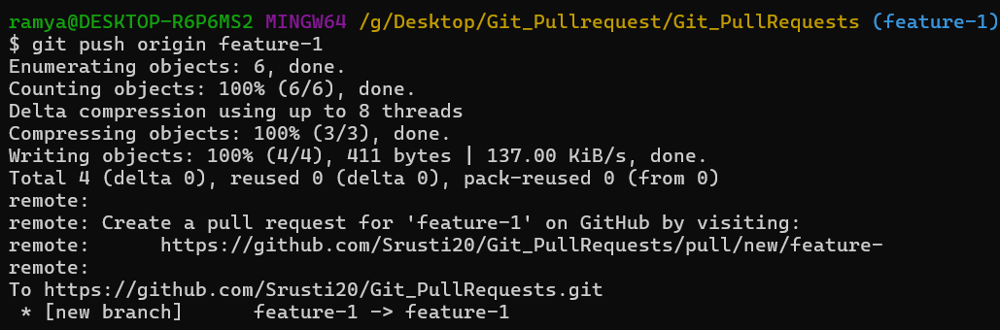 ramya@DESKTOP-R6P6MS2 MINGW64 /g/Desktop/Git_Pullrequest/Git_PullRequests (feature-1)
$ git push origin feature-1
Enumerating objects: 6, done.
Counting objects: 100% (6/6), done.
Delta compression using up to 8 threads
Compressing objects: 100% (3/3), done.
Writing objects: 100% (4/4), 411 bytes | 137.00 KiB/s, done.
Total 4 (delta 0), reused 0 (delta 0), pack-reused 0 (from 0)
remote:
remote: Create a pull request for 'feature-1' on GitHub by visiting:
remote:      https://github.com/Srusti20/Git_PullRequests/pull/new/feature-
remote:
To https://github.com/Srusti20/Git_PullRequests.git
 * [new branch]      feature-1 -> feature-1